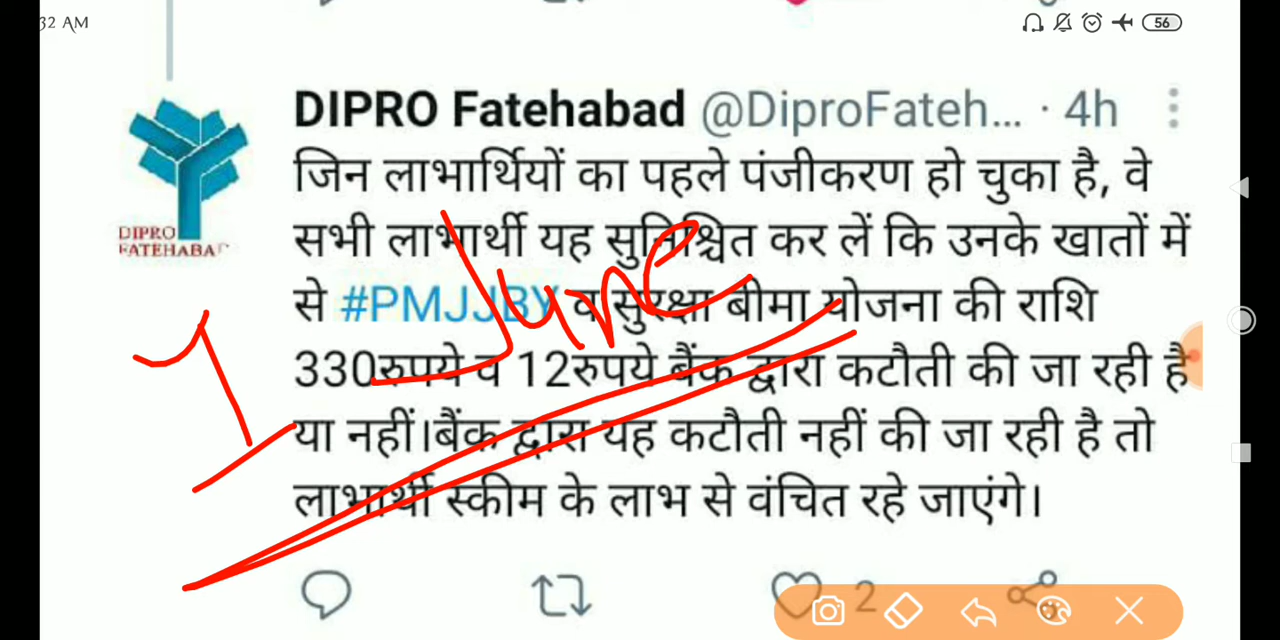 32 AM
56
DIPRO Fatehabad @DiproFateh... · 4h
जिन लाभार्थियों का पहले पंजीकरण हो चुका है, वे
सभी लाभार्थी यह सुनिश्चित कर लें कि उनके खातों में
से #PMJJBY व सुरक्षा बीमा योजना की राशि
330रुपये व 12रुपये बैंक द्वारा कटौती की जा रही है
या नहीं।बैंक द्वारा यह कटौती नहीं की जा रही है तो
लाभार्थी स्कीम के लाभ से वंचित रहे जाएंगे।
DIPRO
FATEHABAD
1 June
2